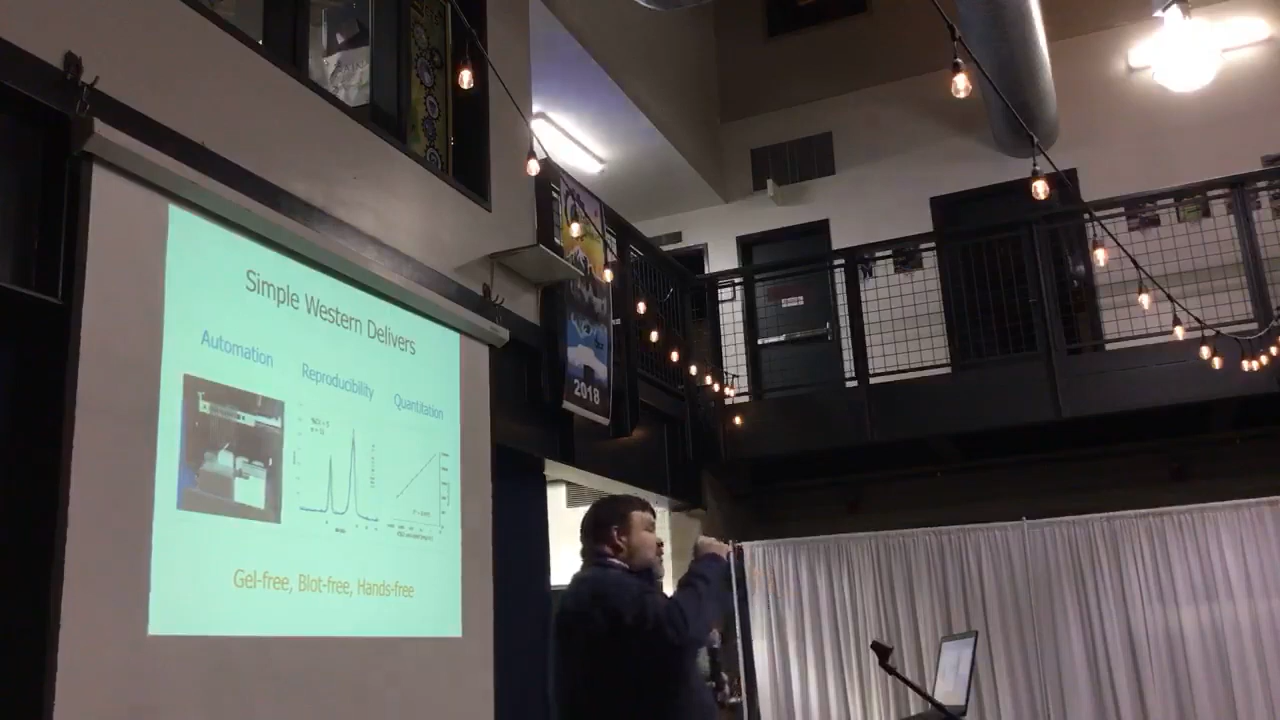 Simple Western Delivers
Automation
Reproducibility
Quantitation
Gel-free, Blot-free, Hands-free
2018